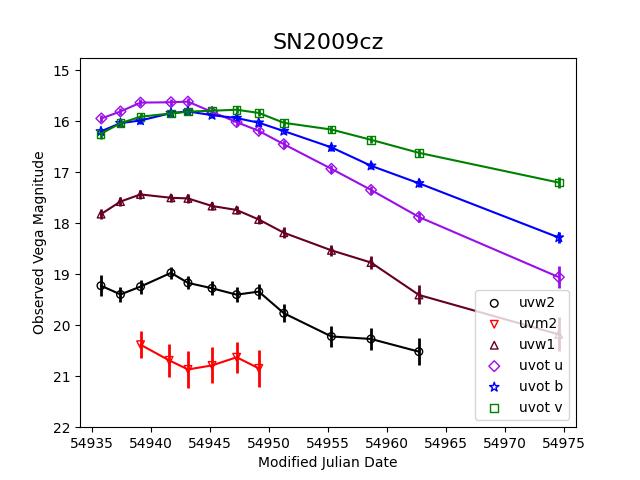 SN2009cz
15
16
17
18
19
20
21
22
Observed Vega Magnitude
54935 54940 54945 54950 54955 54960 54965 54970 54975
Modified Julian Date
uvw2
uvm2
uvw1
uvot u
uvot b
uvot v